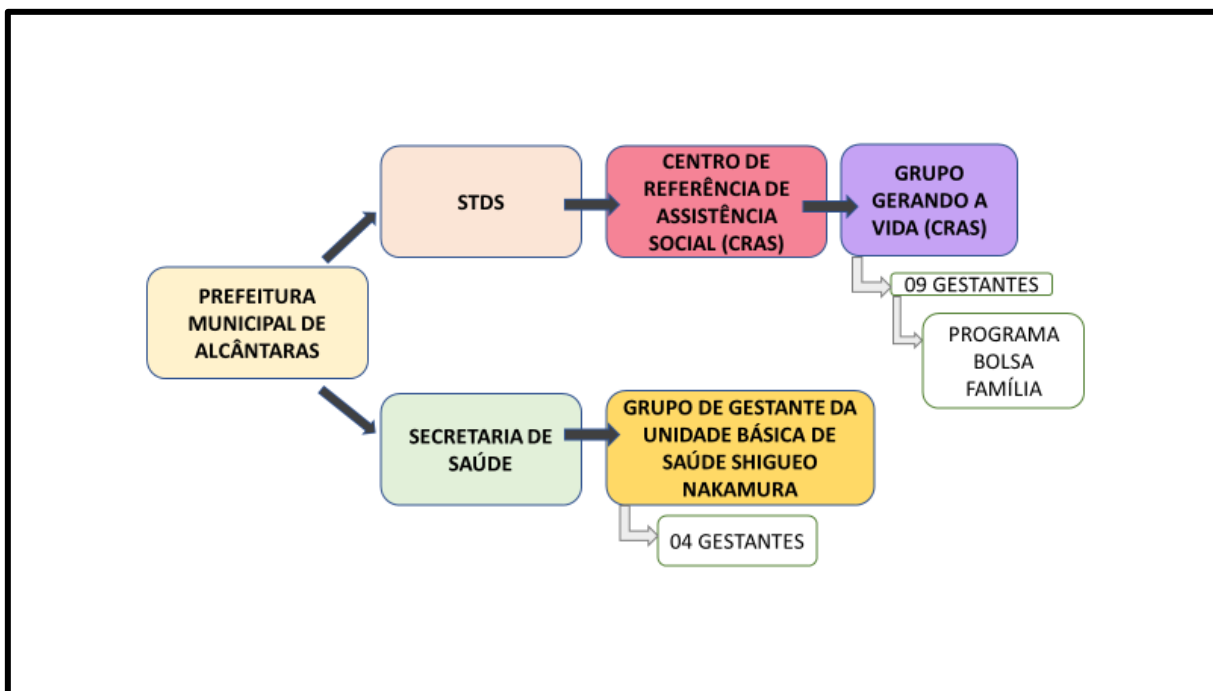 PREFEITURA
MUNICIPAL DE
ALCÂNTARAS
STDS
CENTRO DE
REFERÊNCIA DE
ASSISTÊNCIA
SOCIAL (CRAS)
GRUPO
GERANDO A
VIDA (CRAS)
09 GESTANTES
PROGRAMA
BOLSA
FAMÍLIA
SECRETARIA DE
SAÚDE
GRUPO DE GESTANTE DA
UNIDADE BÁSICA DE
SAÚDE SHIGUEO
NAKAMURA
04 GESTANTES